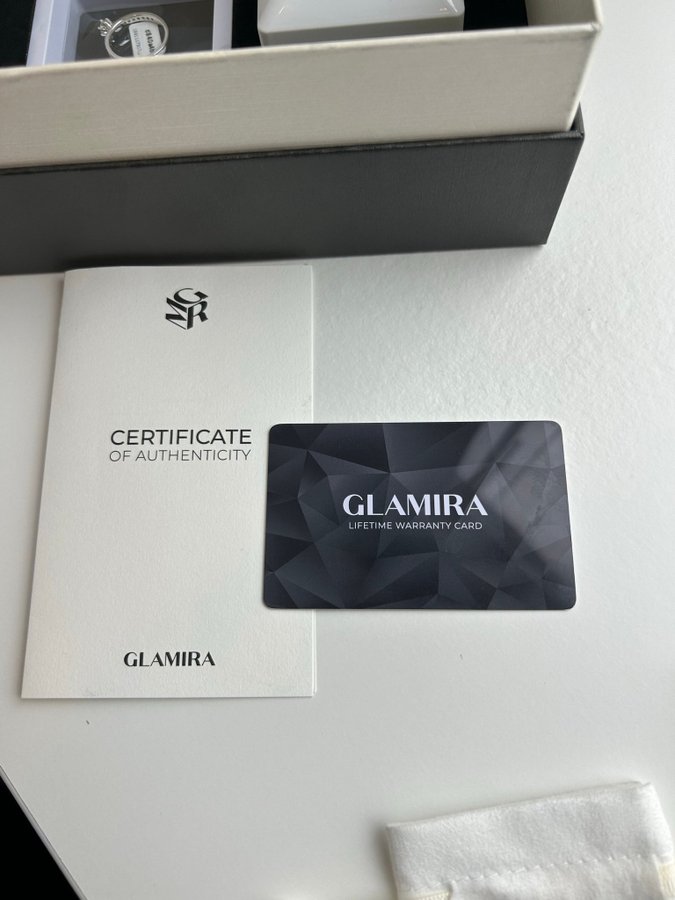 CERTIFICATE
OF AUTHENTICITY
GLAMIRA
GLAMIRA
LIFETIME WARRANTY CARD